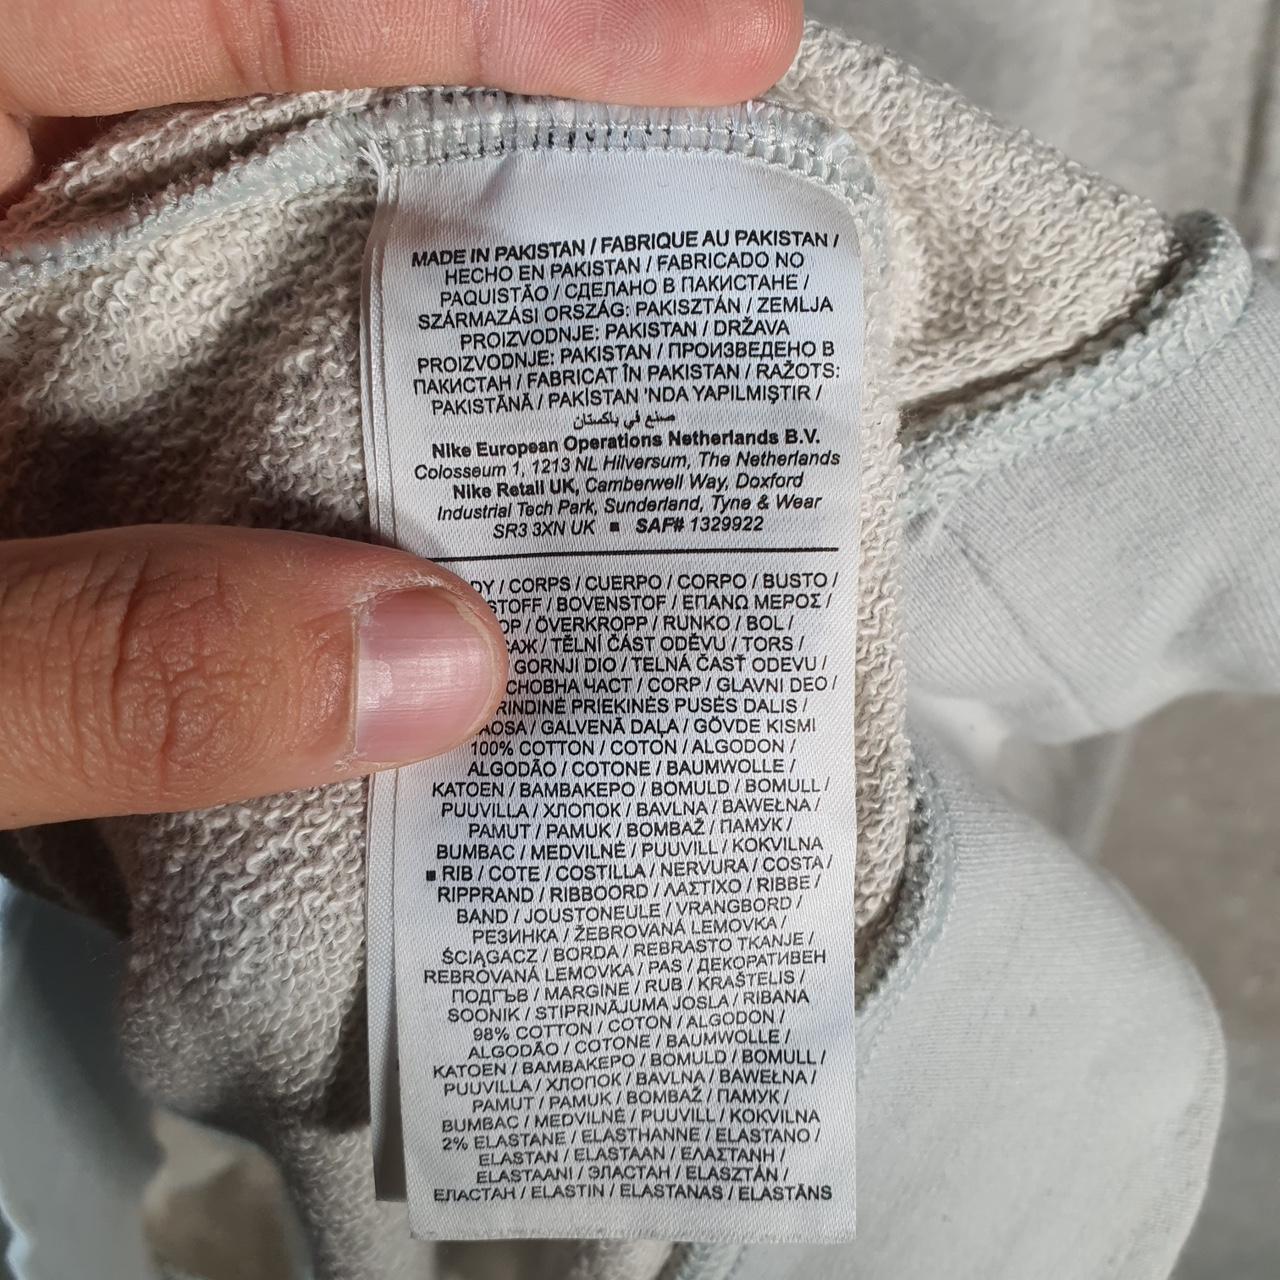 MADE IN PAKISTAN / FABRIQUE AU PAKISTAN /
HECHO EN PAKISTAN / FABRICADO NO
PAQUISTÃO / СДЕЛАНО В ПАКИСТАНЕ /
SZÁRMAZÁSI ORSZÁG: PAKISZTÁN / ZEMLJA
PROIZVODNJE: PAKISTAN / DRŽAVA
PROIZVODNJE: PAKISTAN / ПРОИЗВЕДЕНО В
ПАКИСТАН / FABRICAT ÎN PAKISTAN / RAŽOTS:
PAKISTĀNĀ / PAKİSTAN 'NDA YAPILMIŞTIR /
صنع في باكستان
Nike European Operations Netherlands B.V.
Colosseum 1, 1213 NL Hilversum, The Netherlands
Nike Retail UK, Camberwell Way, Doxford
Industrial Tech Park, Sunderland, Tyne & Wear
SR3 3XN UK ■ SAF# 1329922
/ CORPS / CUERPO / CORPO / BUSTO /
/ BOVENSTOF / ΕΠΑΝΩ ΜΕΡΟΣ /
/ ÖVERKROPP / RUNKO / BOL /
/ TĚLNÍ ČÁST ODĚVU / TORS /
GORNJI DIO / TELNÁ ČASŤ ODEVU /
ЧАСТ / CORP / GLAVNI DEO /
PRIEKINĖS PUSĖS DALIS /
/ GALVENĀ DAĻA / GÖVDE KISMI
100% COTTON / COTON / ALGODON /
ALGODÃO / COTONE / BAUMWOLLE /
KATOEN / ΒΑΜΒΑΚΕΡΟ / BOMULD / BOMULL /
PUUVILLA / ХЛОПОК / BAVLNA / BAWEŁNA /
PAMUT / PAMUK / BOMBAŽ / ПАМУК /
BUMBAC / MEDVILNĖ / PUUVILL / KOKVILNA
■ RIB / COTE / COSTILLA / NERVURA / COSTA /
RIPPRAND / RIBBOORD / ΛΑΣΤΙΧΟ / RIBBE /
BAND / JOUSTONEULE / VRANGBORD /
РЕЗИНКА / ŽEBROVANÁ LEMOVKA /
ŚCIĄGACZ / BORDA / REBRASTO TKANJE /
REBROVANÁ LEMOVKA / PAS / ДЕКОРАТИВЕН
ПОДГЪВ / MARGINE / RUB / KRAŠTELIS /
SOONIK / STIPRINĀJUMA JOSLA / RIBANA
98% COTTON / COTON / ALGODON /
ALGODÃO / COTONE / BAUMWOLLE /
KATOEN / ΒΑΜΒΑΚΕΡΟ / BOMULD / BOMULL /
PUUVILLA / ХЛОПОК / BAVLNA / BAWEŁNA /
PAMUT / PAMUK / BOMBAŽ / ПАМУК /
BUMBAC / MEDVILNĖ / PUUVILL / KOKVILNA
2% ELASTANE / ELASTHANNE / ELASTANO /
ELASTAN / ELASTAAN / ΕΛΑΣΤΑΝΗ /
ELASTAANI / ЭЛАСТАН / ELASZTÁN /
ЕЛАСТАН / ELASTIN / ELASTANAS / ELASTĀNS